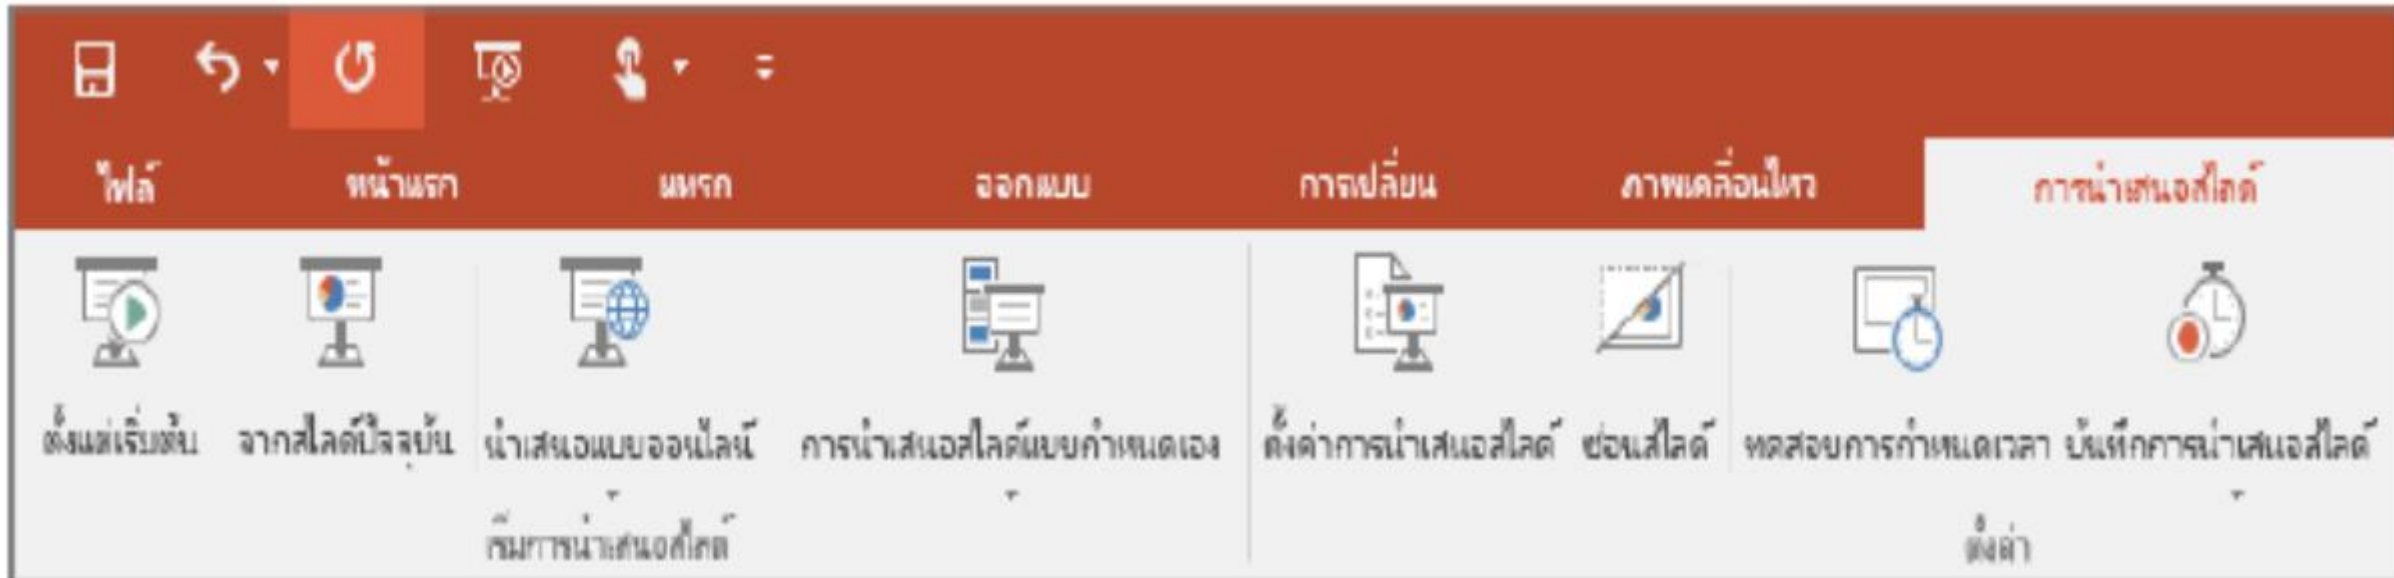 ไฟล์ หน้าแรก แทรก ออกแบบ การเปลี่ยน ภาพเคลื่อนไหว การนำเสนอสไลด์
ตั้งแต่เริ่มต้น จากสไลด์ปัจจุบัน นำเสนอแบบออนไลน์ การนำเสนอสไลด์แบบกำหนดเอง ตั้งค่าการนำเสนอสไลด์ ซ่อนสไลด์ ทดสอบการกำหนดเวลา บันทึกการนำเสนอสไลด์
เริ่มการนำเสนอสไลด์ ตั้งค่า